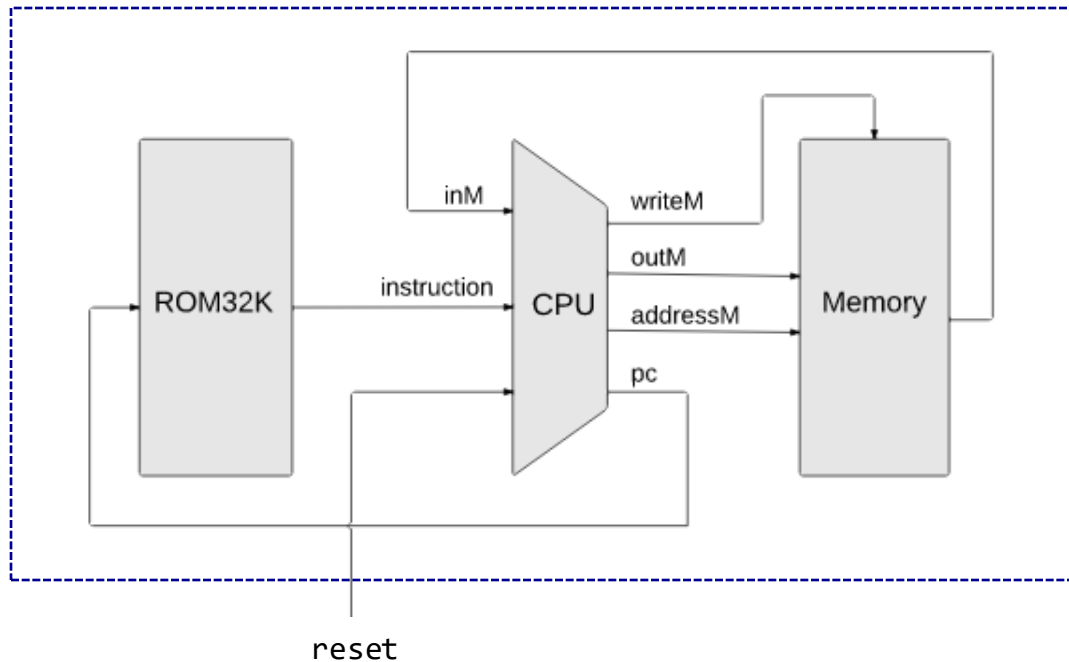 inM
writeM
outM
instruction
ROM32K
CPU
addressM
Memory
pc
reset